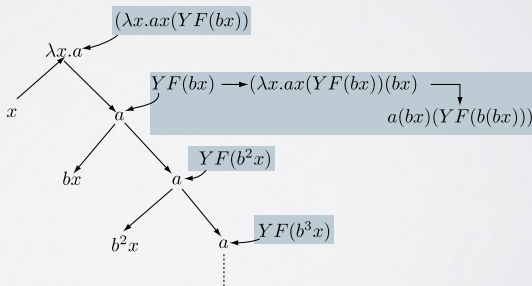 (λx.ax(YF(bx))
λx.a
x
YF(bx) → (λx.ax(YF(bx))(bx)
a(bx)(YF(b(bx)))
a
bx
YF(b²x)
a
b²x
YF(b³x)
a